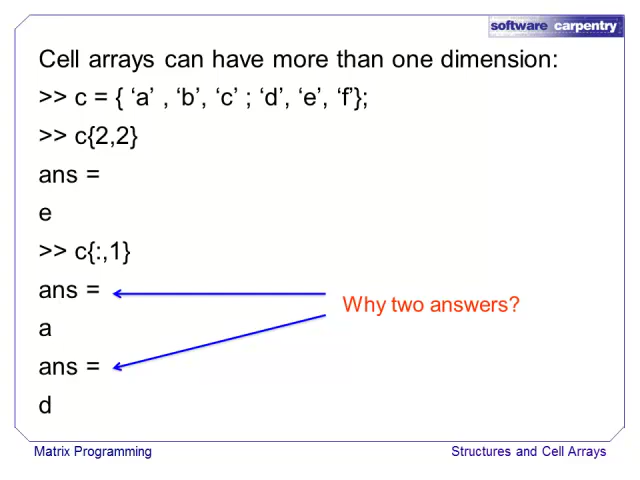 software carpentry
Cell arrays can have more than one dimension:
>> c = { ‘a’ , ‘b’, ‘c’ ; ‘d’, ‘e’, ‘f’};
>> c{2,2}
ans =
e
>> c{:,1}
ans =
Why two answers?
a
ans =
d
Matrix Programming
Structures and Cell Arrays